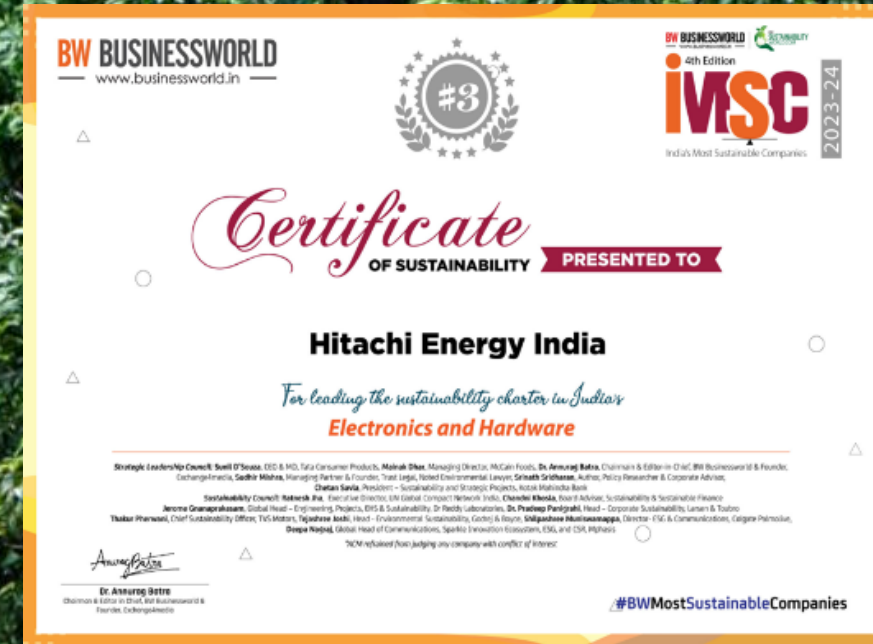 BW BUSINESSWORLD
www.businessworld.in
#3
BW BUSINESSWORLD
4th Edition
iMSC
2023-24
India's Most Sustainable Companies
Certificate
OF SUSTAINABILITY
PRESENTED TO
Hitachi Energy India
For leading the sustainability charter in India's
Electronics and Hardware
Strategic Leadership Council: Sunil D'Souza, CEO & MD, Tata Consumer Products, Mainak Dhar, Managing Director, McCain Foods, Dr. Annurag Batra, Chairman & Editor-in-Chief, BW Businessworld & Founder,
Exchange4media, Sudhir Mishra, Managing Partner & Founder, Trust Legal, Noted Environmental Lawyer, Srinath Sridharan, Author, Policy Researcher & Corporate Advisor,
Chetan Savla, President – Sustainability and Strategic Projects, Kotak Mahindra Bank
Sustainability Council: Ratnesh Jha, Executive Director, UN Global Compact Network India, Chandni Khosla, Board Advisor, Sustainability & Sustainable Finance
Jerome Gnanaprakasam, Global Head – Engineering, Projects, EHS & Sustainability, Dr Reddy Laboratories, Dr. Pradeep Panigrahi, Head – Corporate Sustainability, Larsen & Toubro
Thakur Pherwani, Chief Sustainability Officer, TVS Motors, Tejashree Joshi, Head – Environmental Sustainability, Godrej & Boyce, Shilpashree Muniswamappa, Director - ESG & Communications, Colgate Palmolive,
Deepa Nagraj, Global Head of Communications, Sparkle Innovation Ecosystem, ESG, and CSR, Mphasis
refrained from judging any company with conflict of interest
Annurag Batra
Dr. Annurag Batra
Chairman & Editor in Chief, BW Businessworld &
Founder, Exchange4media
#BWMostSustainableCompanies